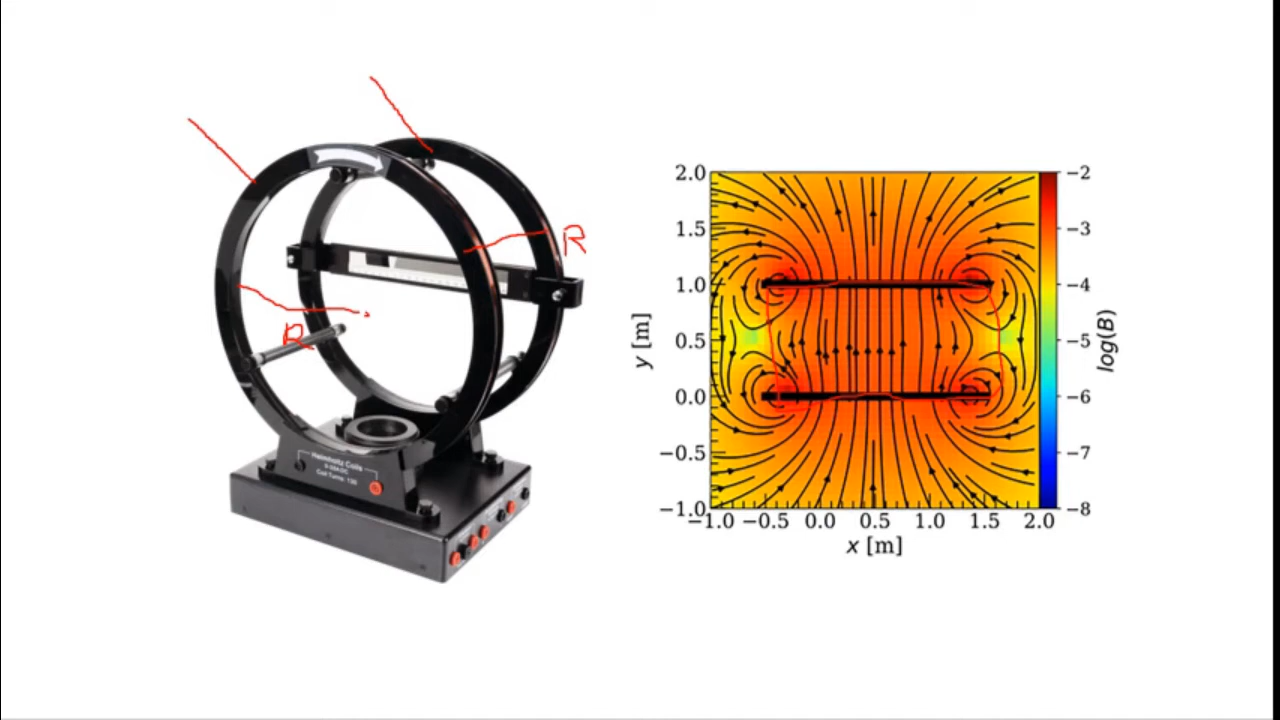 R
R
Helmholtz Coils
Coil Turns: 130
2.0
1.5
1.0
0.5
0.0
−0.5
−1.0
y [m]
−1.0 −0.5 0.0 0.5 1.0 1.5 2.0
x [m]
−2
−3
−4
−5
−6
−7
−8
log(B)